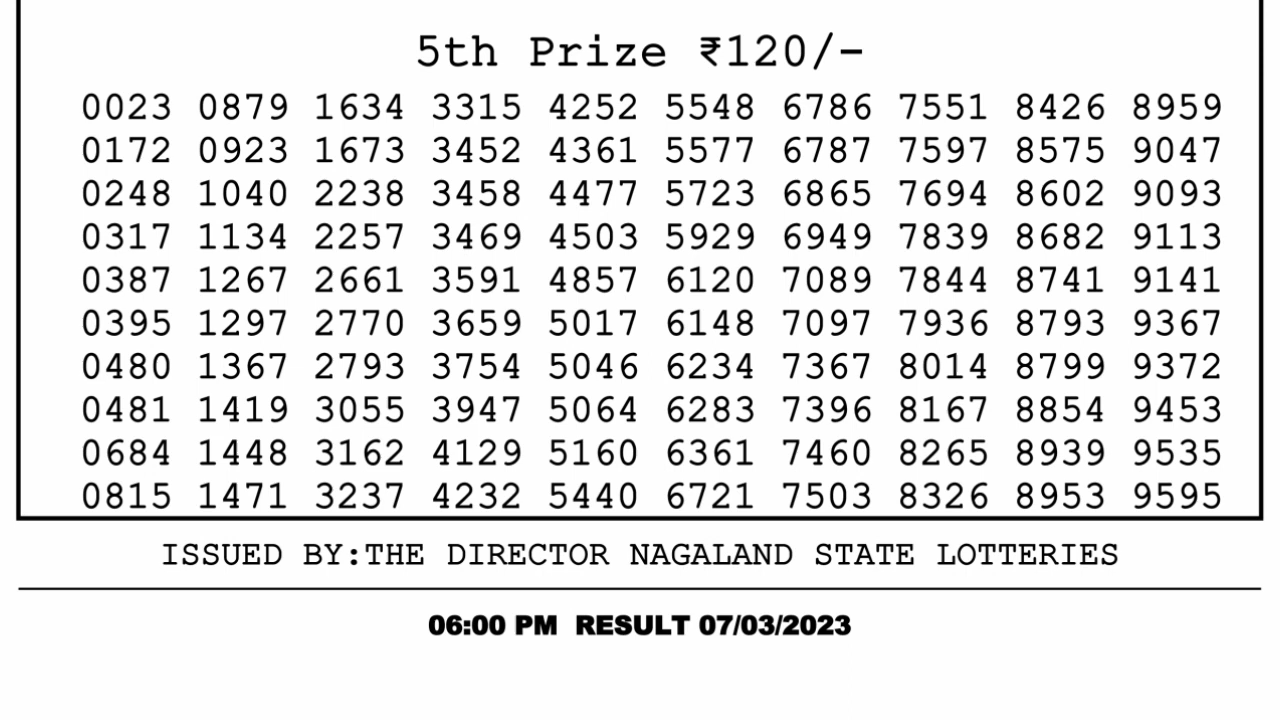 5th Prize ₹120/-
0023 0879 1634 3315 4252 5548 6786 7551 8426 8959
0172 0923 1673 3452 4361 5577 6787 7597 8575 9047
0248 1040 2238 3458 4477 5723 6865 7694 8602 9093
0317 1134 2257 3469 4503 5929 6949 7839 8682 9113
0387 1267 2661 3591 4857 6120 7089 7844 8741 9141
0395 1297 2770 3659 5017 6148 7097 7936 8793 9367
0480 1367 2793 3754 5046 6234 7367 8014 8799 9372
0481 1419 3055 3947 5064 6283 7396 8167 8854 9453
0684 1448 3162 4129 5160 6361 7460 8265 8939 9535
0815 1471 3237 4232 5440 6721 7503 8326 8953 9595
ISSUED BY:THE DIRECTOR NAGALAND STATE LOTTERIES
06:00 PM RESULT 07/03/2023